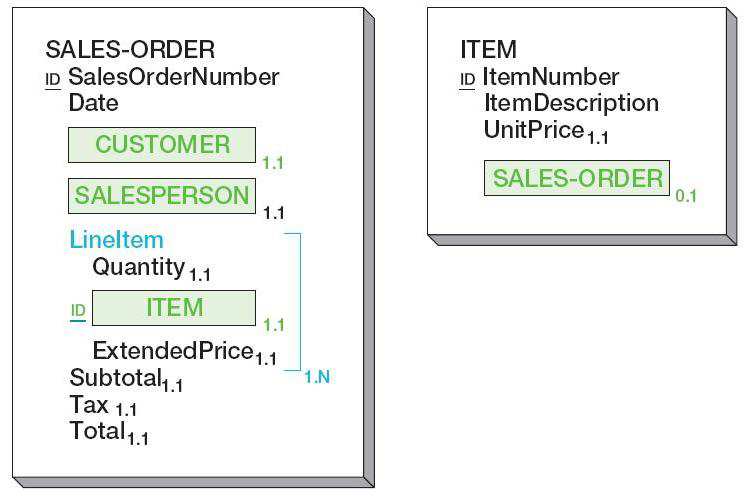 SALES-ORDER
ID SalesOrderNumber
Date
CUSTOMER 1.1
SALESPERSON 1.1
LineItem
Quantity 1.1
ID ITEM 1.1
ExtendedPrice 1.1
1.N
Subtotal 1.1
Tax 1.1
Total 1.1
ITEM
ID ItemNumber
ItemDescription
UnitPrice 1.1
SALES-ORDER 0.1